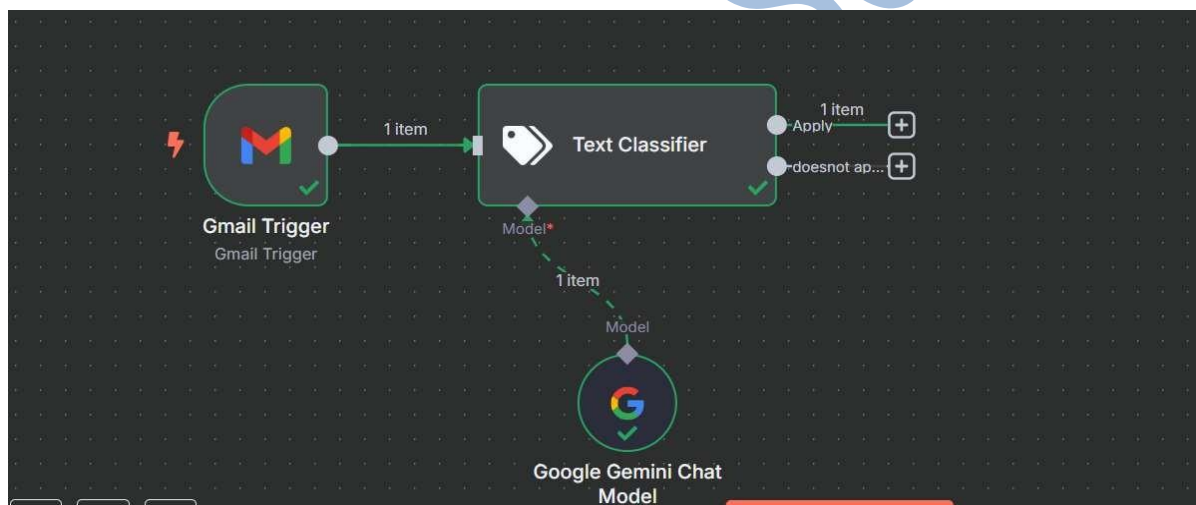 1 item
Text Classifier
1 item
Apply
doesnot ap...
Gmail Trigger
Gmail Trigger
Model*
1 item
Model
Google Gemini Chat
Model